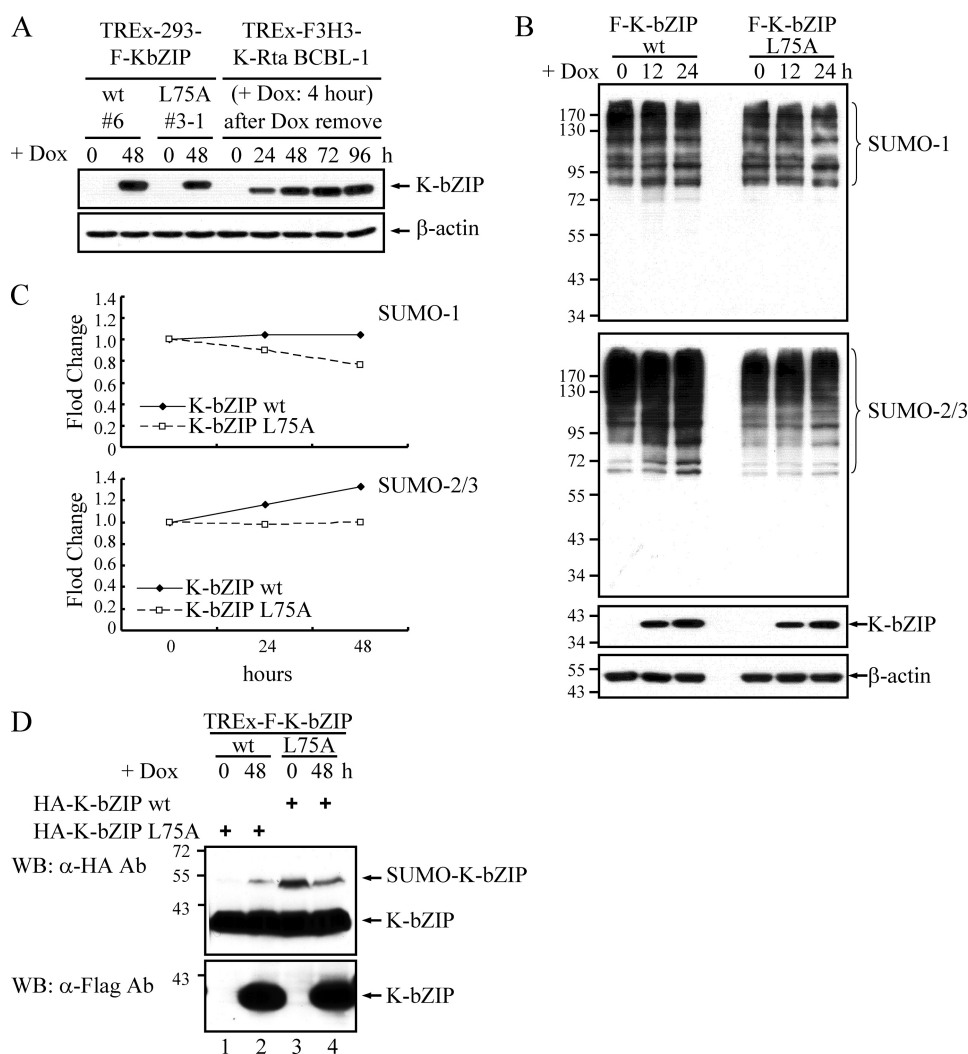 A
TREx-293-
F-KbZIP
TREx-F3H3-
K-Rta BCBL-1
wt
#6
L75A
#3-1
(+ Dox: 4 hour)
after Dox remove
+ Dox 0 48 0 48 0 24 48 72 96 h
K-bZIP
β-actin
B
F-K-bZIP
wt
F-K-bZIP
L75A
+ Dox 0 12 24 0 12 24 h
170
130
95
72
55
43
34
SUMO-1
170
130
95
72
55
43
34
SUMO-2/3
43
34
K-bZIP
55
43
β-actin
C
Flod Change
1.4
1.2
1.0
0.8
0.6
0.4
0.2
0
SUMO-1
K-bZIP wt
K-bZIP L75A
Flod Change
1.4
1.2
1.0
0.8
0.6
0.4
0.2
0
SUMO-2/3
K-bZIP wt
K-bZIP L75A
0 24 48
hours
D
TREx-F-K-bZIP
wt L75A
+ Dox 0 48 0 48 h
HA-K-bZIP wt + +
HA-K-bZIP L75A + +
WB: α-HA Ab
72
55
43
SUMO-K-bZIP
K-bZIP
WB: α-Flag Ab
43
K-bZIP
1 2 3 4